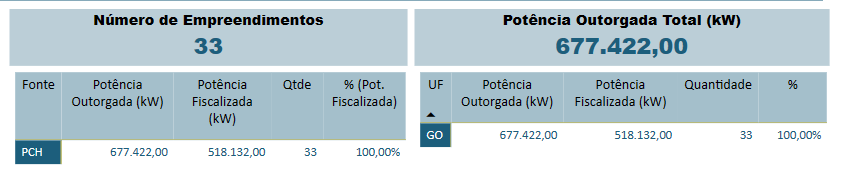 Número de Empreendimentos
33
Potência Outorgada Total (kW)
677.422,00
Fonte Potência Outorgada (kW) Potência Fiscalizada (kW) Qtde % (Pot. Fiscalizada)
PCH 677.422,00 518.132,00 33 100,00%
UF Potência Outorgada (kW) Potência Fiscalizada (kW) Quantidade %
GO 677.422,00 518.132,00 33 100,00%